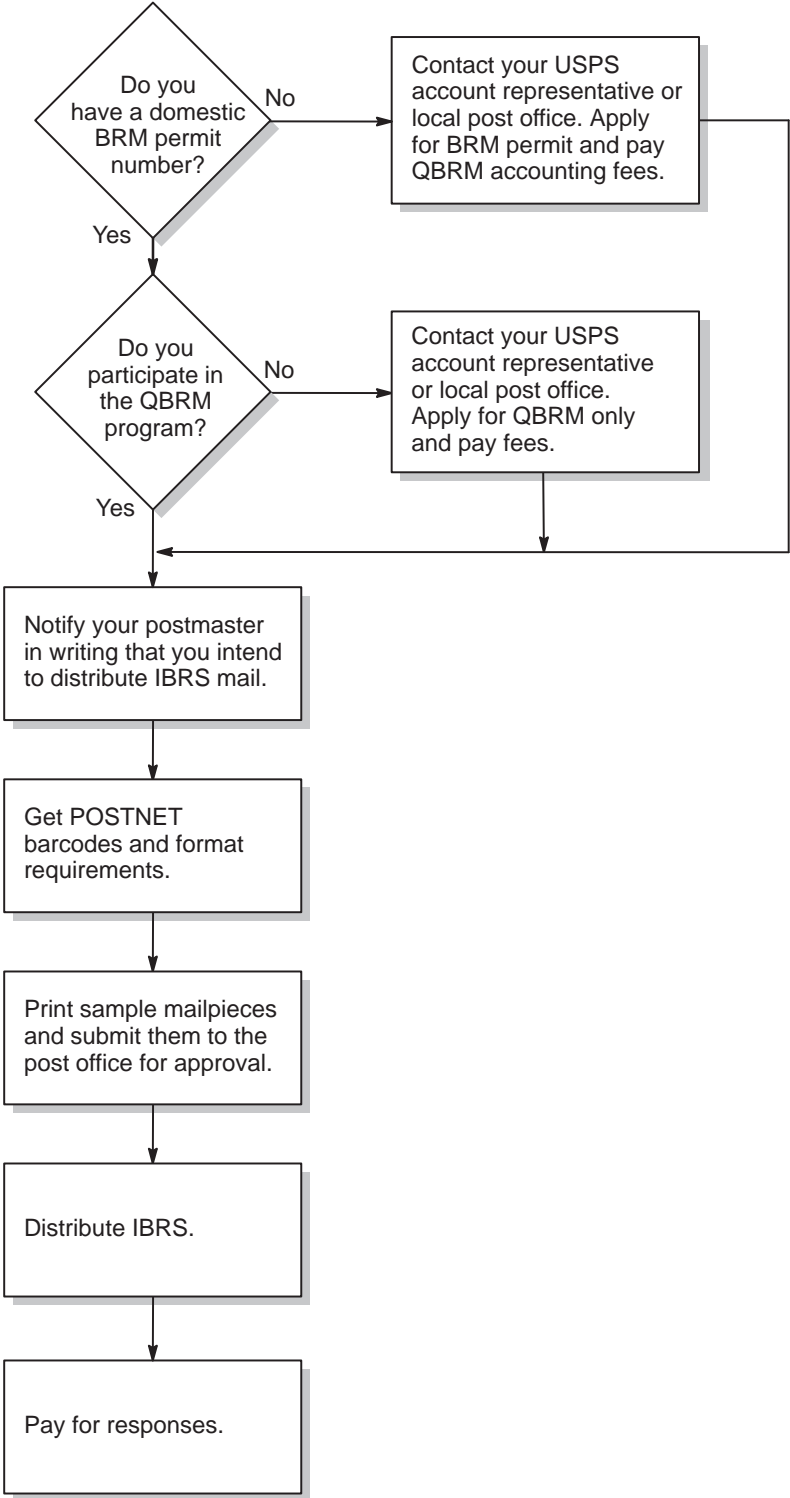 Do you
have a domestic
BRM permit
number?
No
Contact your USPS
account representative or
local post office. Apply
for BRM permit and pay
QBRM accounting fees.
Yes
Do you
participate in
the QBRM
program?
No
Contact your USPS
account representative
or local post office.
Apply for QBRM only
and pay fees.
Yes
Notify your postmaster
in writing that you intend
to distribute IBRS mail.
Get POSTNET
barcodes and format
requirements.
Print sample mailpieces
and submit them to the
post office for approval.
Distribute IBRS.
Pay for responses.